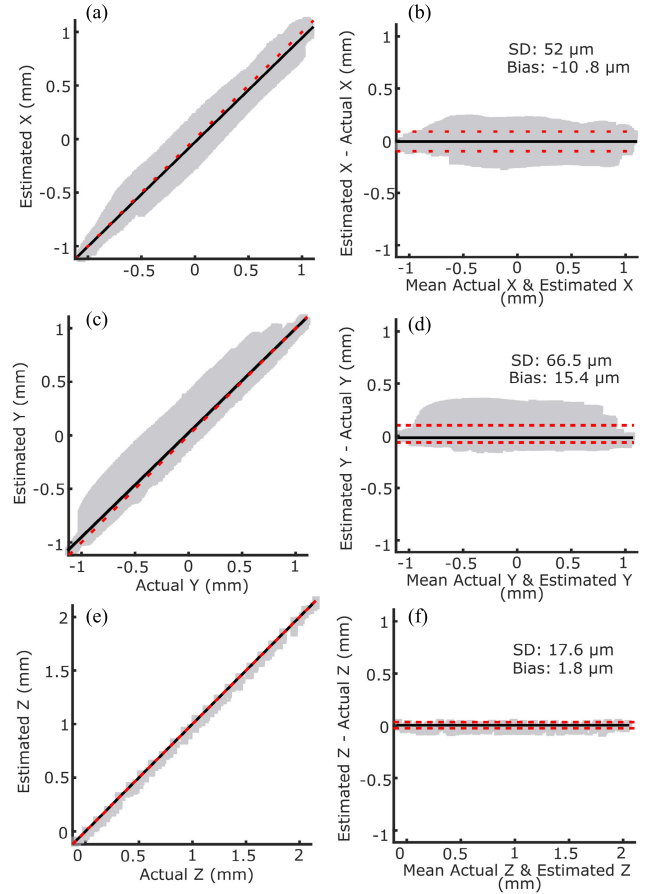 (a)
Estimated X (mm)
1
0.5
0
-0.5
-1
-0.5
0
0.5
1
(b)
SD: 52 µm
Bias: -10 .8 µm
Estimated X - Actual X (mm)
1
0.5
0
-0.5
-1
-1
-0.5
0
0.5
1
Mean Actual X & Estimated X
(mm)
(c)
Estimated Y (mm)
1
0.5
0
-0.5
-1
-1
-0.5
0
0.5
1
Actual Y (mm)
(d)
SD: 66.5 µm
Bias: 15.4 µm
Estimated Y - Actual Y (mm)
1
0.5
0
-0.5
-1
-1
-0.5
0
0.5
1
Mean Actual Y & Estimated Y
(mm)
(e)
Estimated Z (mm)
2
1.5
1
0.5
0
0
0.5
1
1.5
2
Actual Z (mm)
(f)
SD: 17.6 µm
Bias: 1.8 µm
Estimated Z - Actual Z (mm)
1
0.5
0
-0.5
-1
0
0.5
1
1.5
2
Mean Actual Z & Estimated Z
(mm)